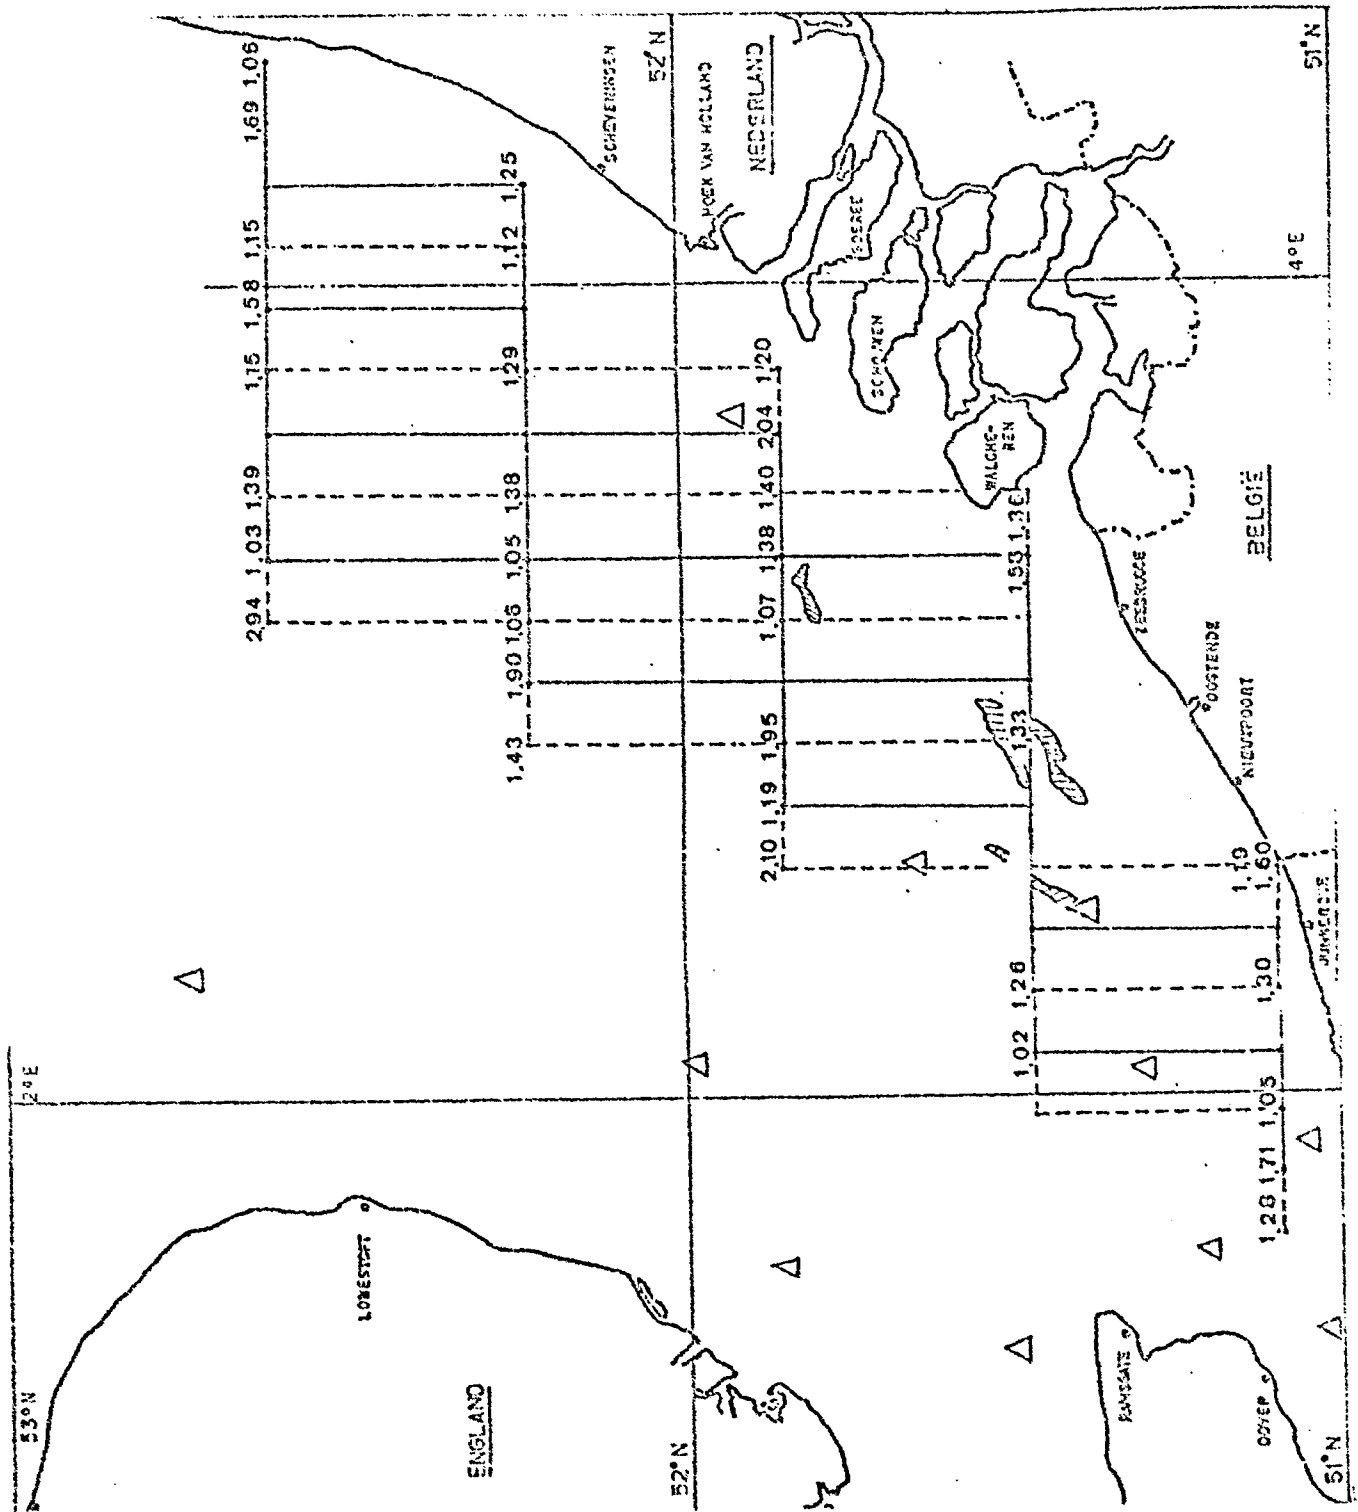 53°N
2°E
2,94 1,03 1,39 1,15 1,58 1,15 1,69 1,06
LOWESTOFT
ENGLAND
1,43 1,90 1,06 1,05 1,38 1,29 1,12 1,25
SCHEVENINGEN
52°N
52°N
HOEK VAN HOLLAND
NEDERLAND
2,10 1,19 1,95 1,07 1,38 1,40 2,04 1,20
GOEREE
SCHOUWEN
WALCHE-
REN
1,02 1,26 1,33 1,53 1,36
RAMSGATE
ZEEBRUGGE
OOSTENDE
NIEUWPOORT
BELGIË
1,19
1,28 1,71 1,05 1,30 1,60
DOVER
DUNKERQUE
4°E
51°N
51°N